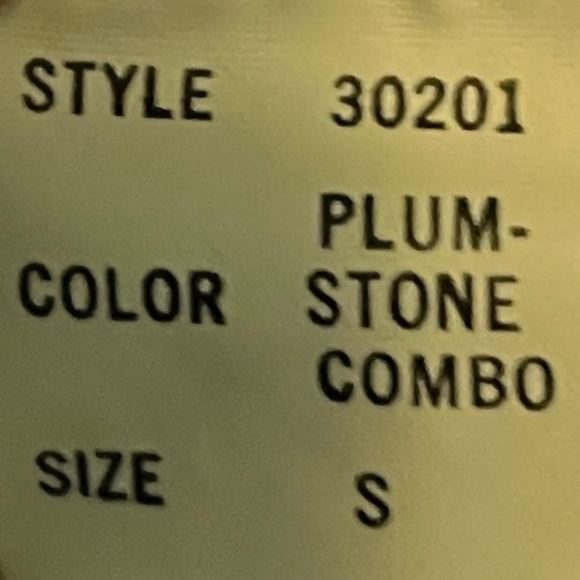 STYLE 30201
PLUM-
COLOR STONE
COMBO
SIZE S